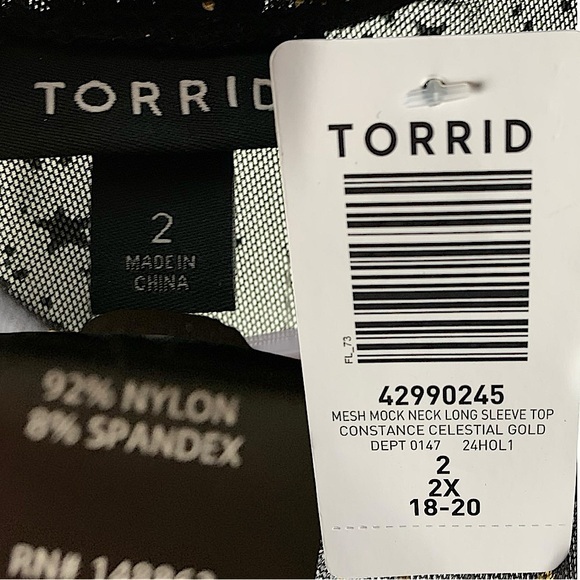 TORRID
2
MADE IN
CHINA
92% NYLON
8% SPANDEX
RN#
TORRID
FL_73
42990245
MESH MOCK NECK LONG SLEEVE TOP
CONSTANCE CELESTIAL GOLD
DEPT 0147 24HOL1
2
2X
18-20